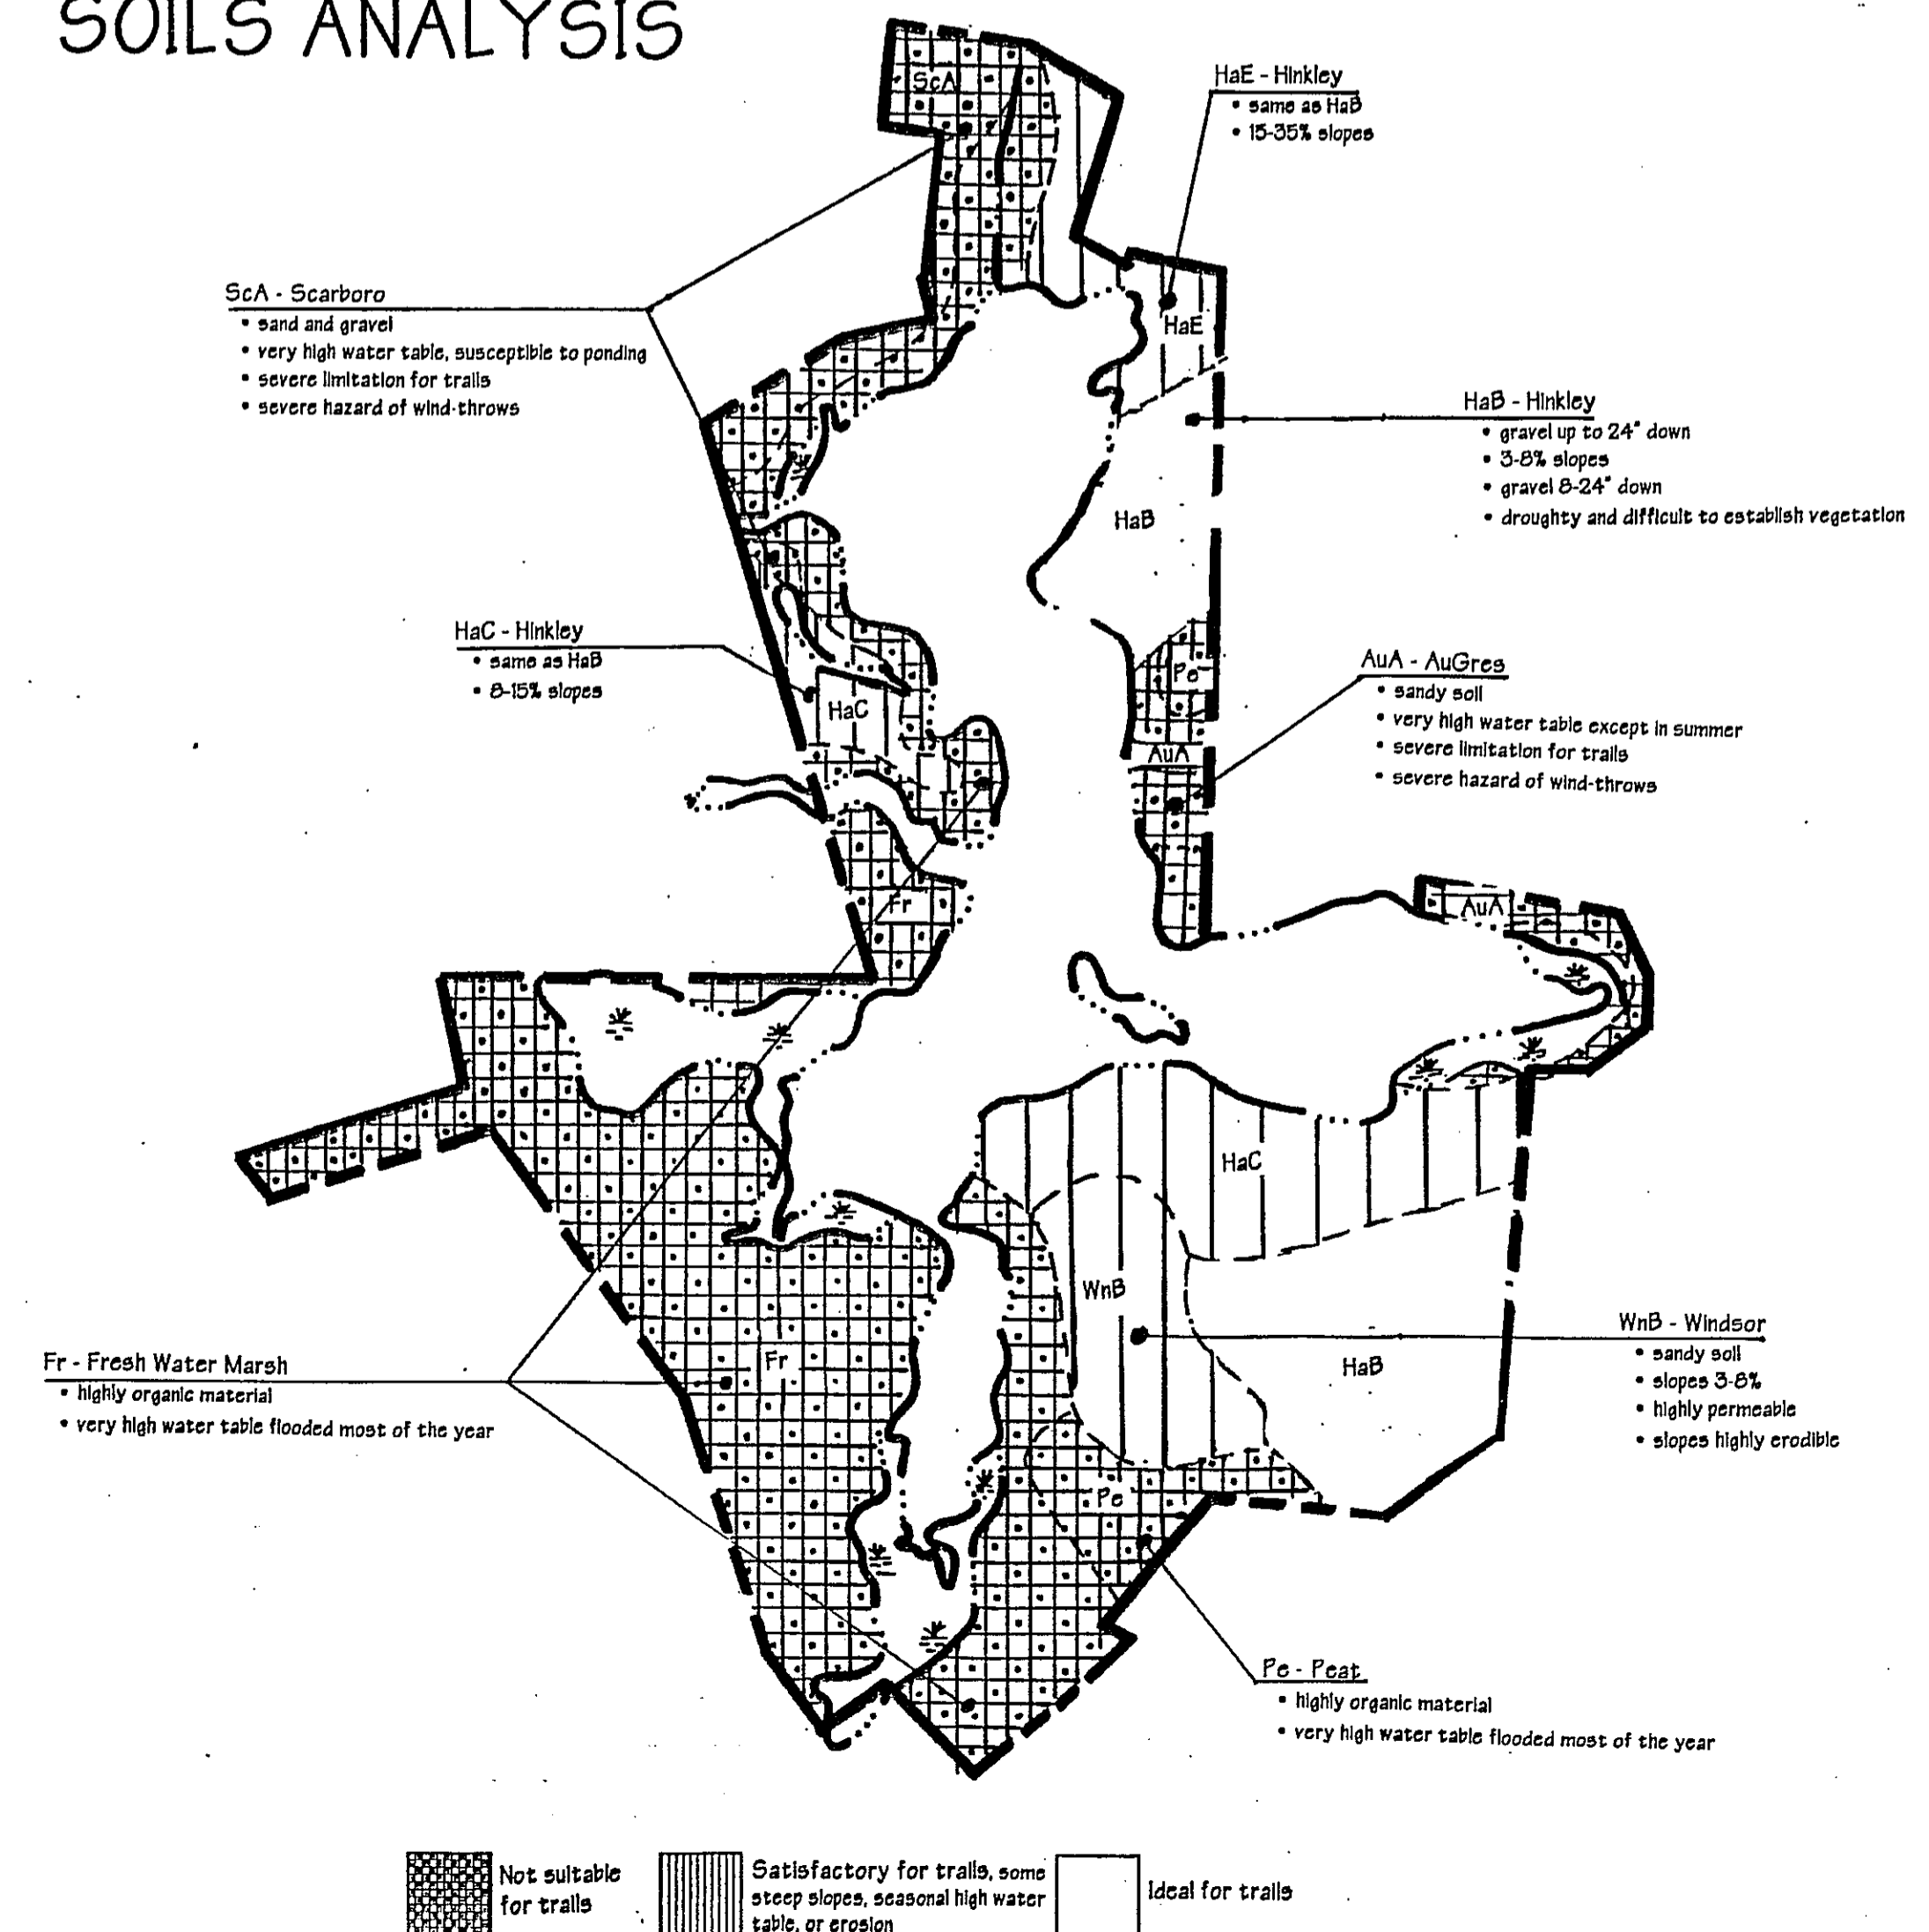 SOILS ANALYSIS
ScA
HaE - Hinkley
• same as HaB
• 15-35% slopes
ScA - Scarboro
• sand and gravel
• very high water table, susceptible to ponding
• severe limitation for trails
• severe hazard of wind-throws
HaE
HaB - Hinkley
• gravel up to 24" down
• 3-8% slopes
• gravel 8-24" down
• droughty and difficult to establish vegetation
HaB
HaC - Hinkley
• same as HaB
• 8-15% slopes
HaC
Pe
AuA - AuGres
• sandy soil
• very high water table except in summer
• severe limitation for trails
• severe hazard of wind-throws
AuA
Fr
AuA
HaC
WnB
Fr - Fresh Water Marsh
• highly organic material
• very high water table flooded most of the year
Fr
HaB
WnB - Windsor
• sandy soil
• slopes 3-8%
• highly permeable
• slopes highly erodible
Pe
Pe - Peat
• highly organic material
• very high water table flooded most of the year
Not suitable
for trails
Satisfactory for trails, some
steep slopes, seasonal high water
table, or erosion
Ideal for trails